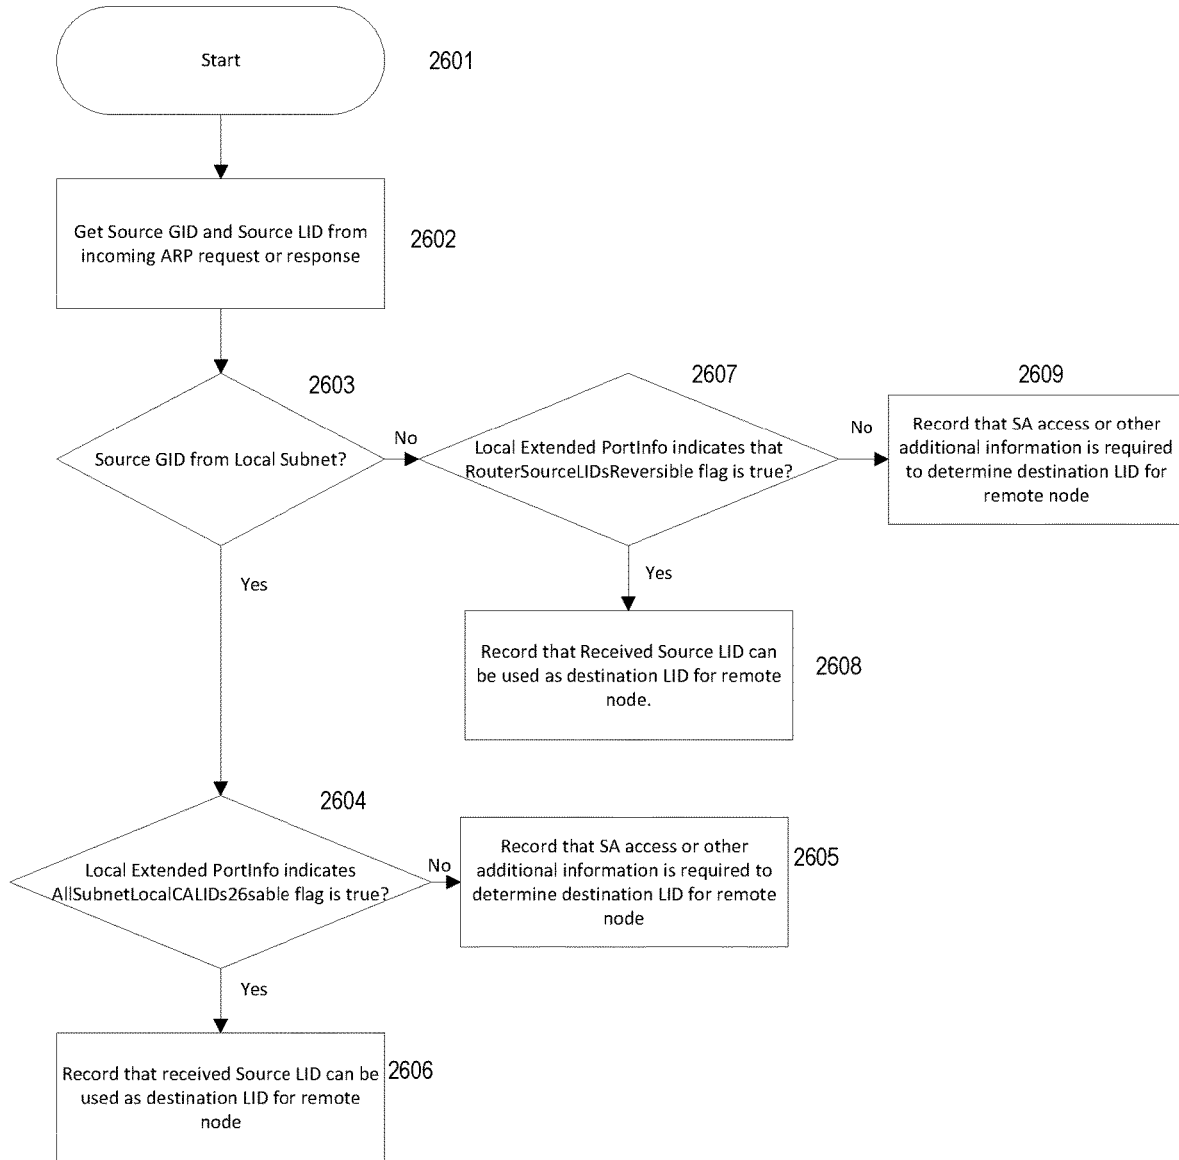 Start
2601
Get Source GID and Source LID from
incoming ARP request or response
2602
2603
Source GID from Local Subnet?
No
2607
Local Extended PortInfo indicates that
RouterSourceLIDsReversible flag is true?
No
2609
Record that SA access or other
additional information is required
to determine destination LID for
remote node
Yes
Yes
Record that Received Source LID can
be used as destination LID for remote
node.
2608
2604
Local Extended PortInfo indicates
AllSubnetLocalCALIDs26sable flag is true?
No
Record that SA access or other
additional information is required to
determine destination LID for remote
node
2605
Yes
Record that received Source LID can be
used as destination LID for remote
node
2606